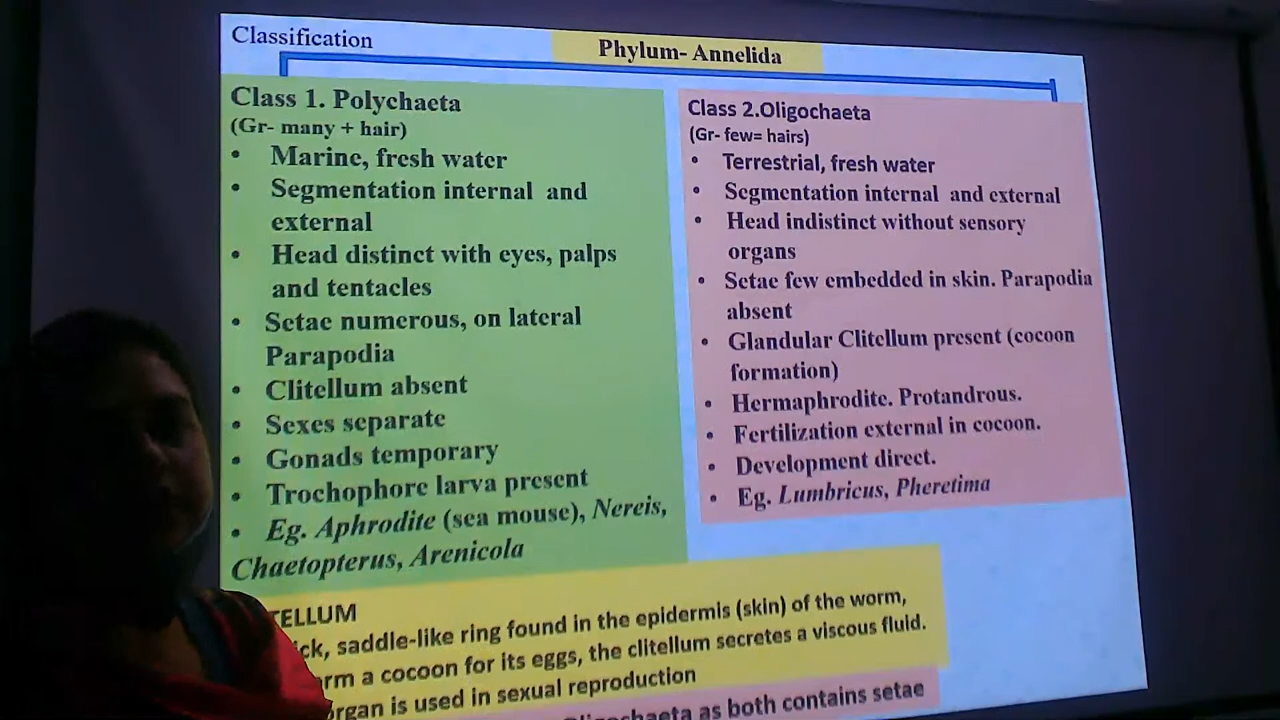 Classification
Phylum- Annelida
Class 1. Polychaeta
(Gr- many + hair)
• Marine, fresh water
• Segmentation internal and
external
• Head distinct with eyes, palps
and tentacles
• Setae numerous, on lateral
Parapodia
• Clitellum absent
• Sexes separate
• Gonads temporary
• Trochophore larva present
• Eg. Aphrodite (sea mouse), Nereis,
Chaetopterus, Arenicola
Class 2.Oligochaeta
(Gr- few= hairs)
• Terrestrial, fresh water
• Segmentation internal and external
• Head indistinct without sensory
organs
• Setae few embedded in skin. Parapodia
absent
• Glandular Clitellum present (cocoon
formation)
• Hermaphrodite. Protandrous.
• Fertilization external in cocoon.
• Development direct.
• Eg. Lumbricus, Pheretima
TELLUM
ick, saddle-like ring found in the epidermis (skin) of the worm,
rm a cocoon for its eggs, the clitellum secretes a viscous fluid.
organ is used in sexual reproduction
as both contains setae